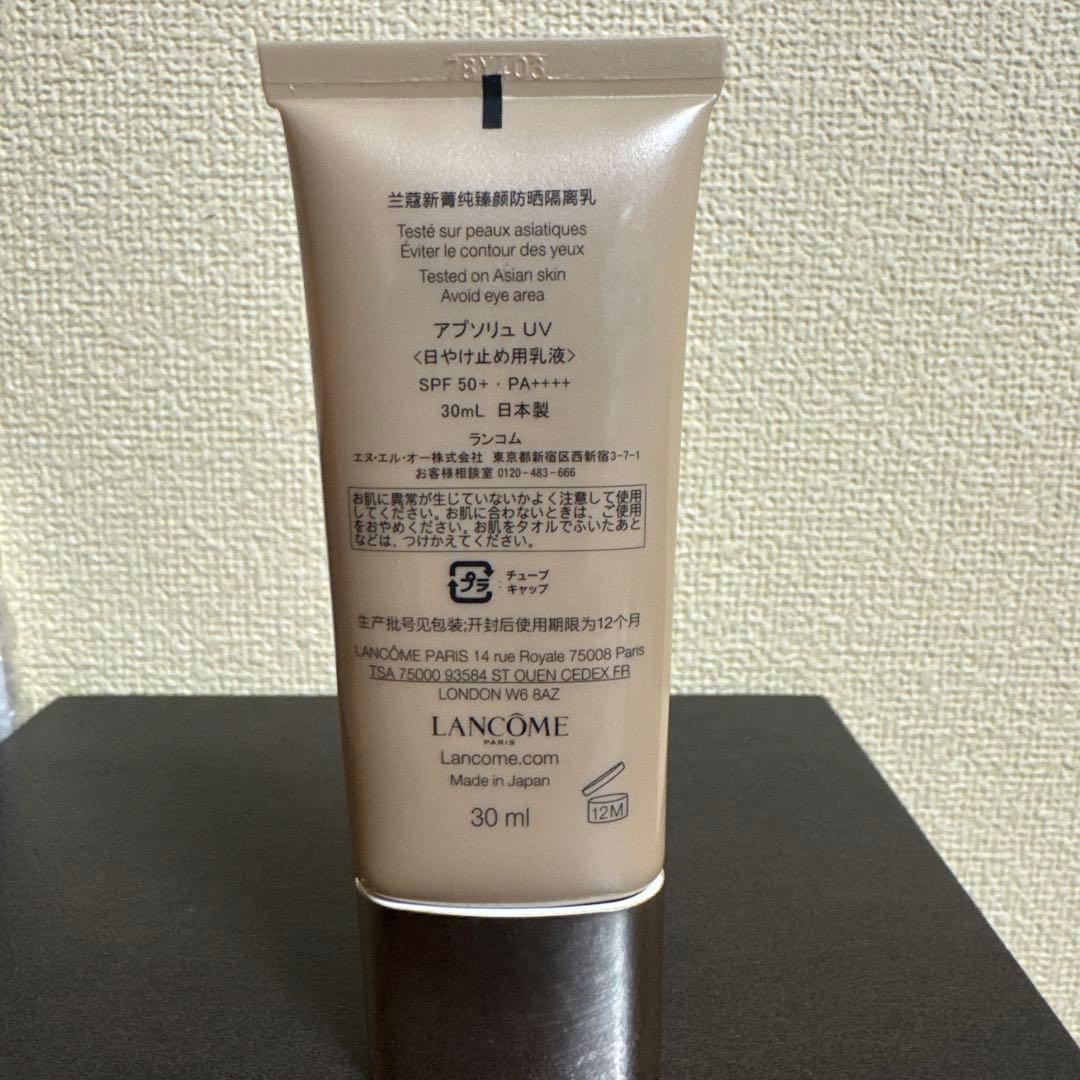 78Y403
兰蔻新菁纯臻颜防晒隔离乳
Testé sur peaux asiatiques
Éviter le contour des yeux
Tested on Asian skin
Avoid eye area
アプソリュ UV
〈日やけ止め用乳液〉
SPF 50+ · PA++++
30mL 日本製
ランコム
エヌ・エル・オー株式会社 東京都新宿区西新宿3-7-1
お客様相談室 0120-483-666
お肌に異常が生じていないかよく注意して使用
してください。お肌に合わないときは、ご使用
をおやめください。お肌をタオルでふいたあと
などは、つけかえてください。
プラ : チューブ
キャップ
生产批号见包装;开封后使用期限为12个月
LANCÔME PARIS 14 rue Royale 75008 Paris
TSA 75000 93584 ST OUEN CEDEX FR
LONDON W6 8AZ
LANCÔME
PARIS
Lancome.com
Made in Japan
30 ml
12M